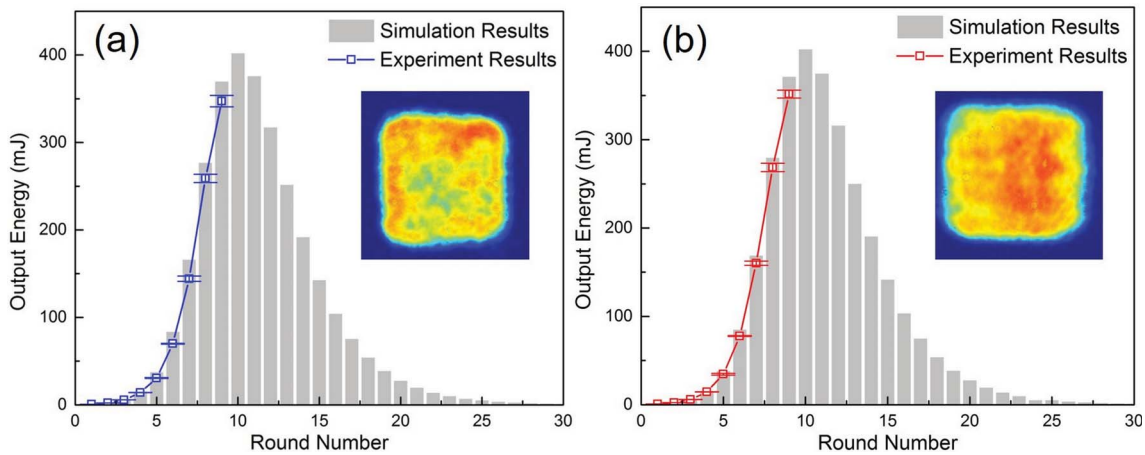 (a)
Simulation Results
Experiment Results
Output Energy (mJ)
400
300
200
100
0
0 5 10 15 20 25 30
Round Number
(b)
Simulation Results
Experiment Results
Output Energy (mJ)
400
300
200
100
0
0 5 10 15 20 25 30
Round Number